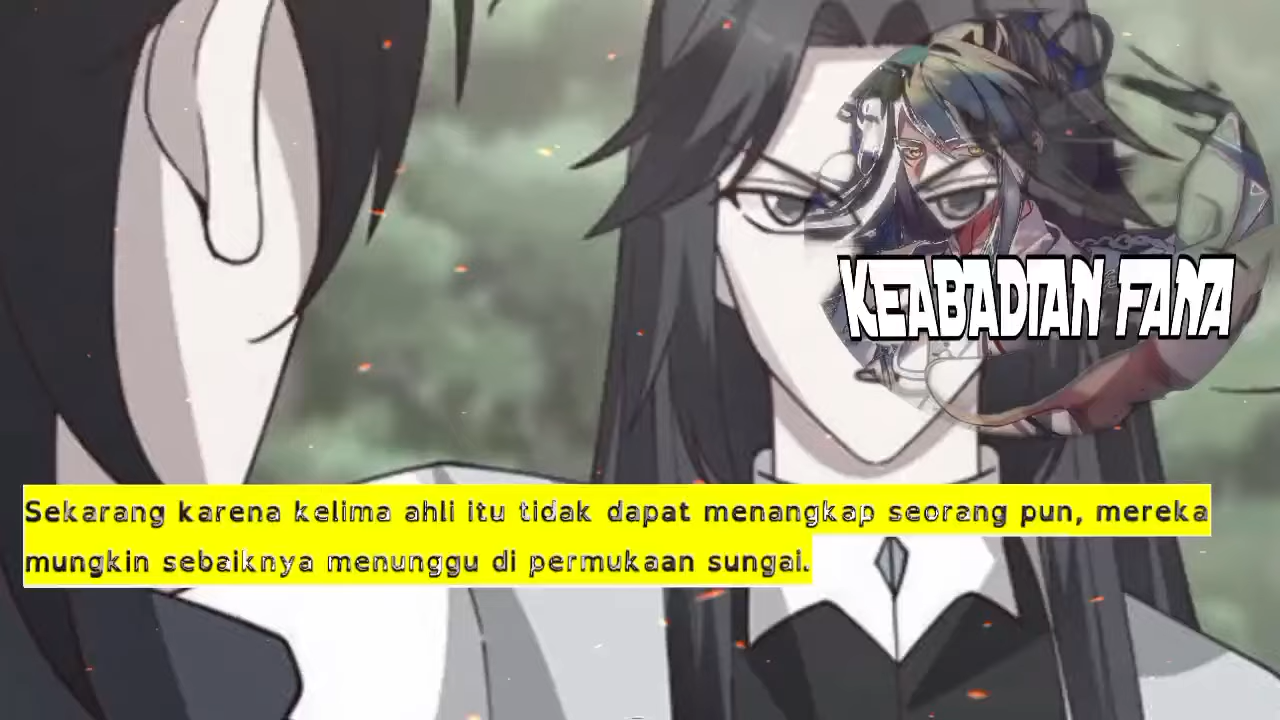 KEABADIAN FANA
Sekarang karena kelima ahli itu tidak dapat menangkap seorang pun, mereka
mungkin sebaiknya menunggu di permukaan sungai.